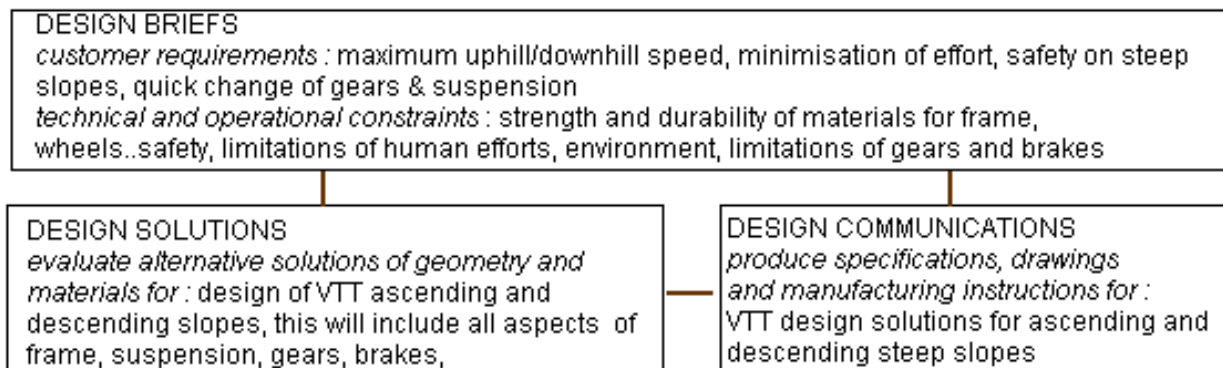 DESIGN BRIEFS
customer requirements : maximum uphill/downhill speed, minimisation of effort, safety on steep
slopes, quick change of gears & suspension
technical and operational constraints : strength and durability of materials for frame,
wheels..safety, limitations of human efforts, environment, limitations of gears and brakes
DESIGN SOLUTIONS
evaluate alternative solutions of geometry and
materials for : design of VTT ascending and
descending slopes, this will include all aspects of
frame, suspension, gears, brakes,
DESIGN COMMUNICATIONS
produce specifications, drawings
and manufacturing instructions for :
VTT design solutions for ascending and
descending steep slopes